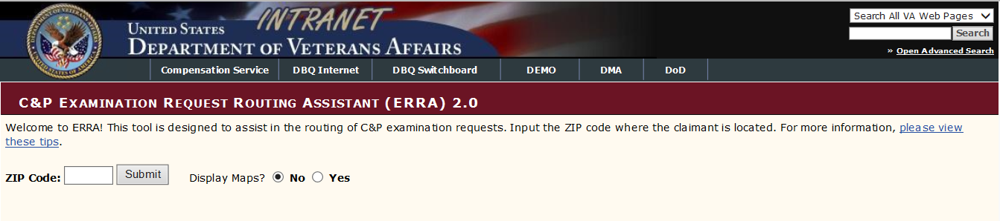 INTRANET
UNITED STATES
DEPARTMENT OF VETERANS AFFAIRS
Search All VA Web Pages
Search
» Open Advanced Search
Compensation Service DBQ Internet DBQ Switchboard DEMO DMA DoD
C&P EXAMINATION REQUEST ROUTING ASSISTANT (ERRA) 2.0
Welcome to ERRA! This tool is designed to assist in the routing of C&P examination requests. Input the ZIP code where the claimant is located. For more information, please view
these tips.
ZIP Code: Submit Display Maps? No Yes